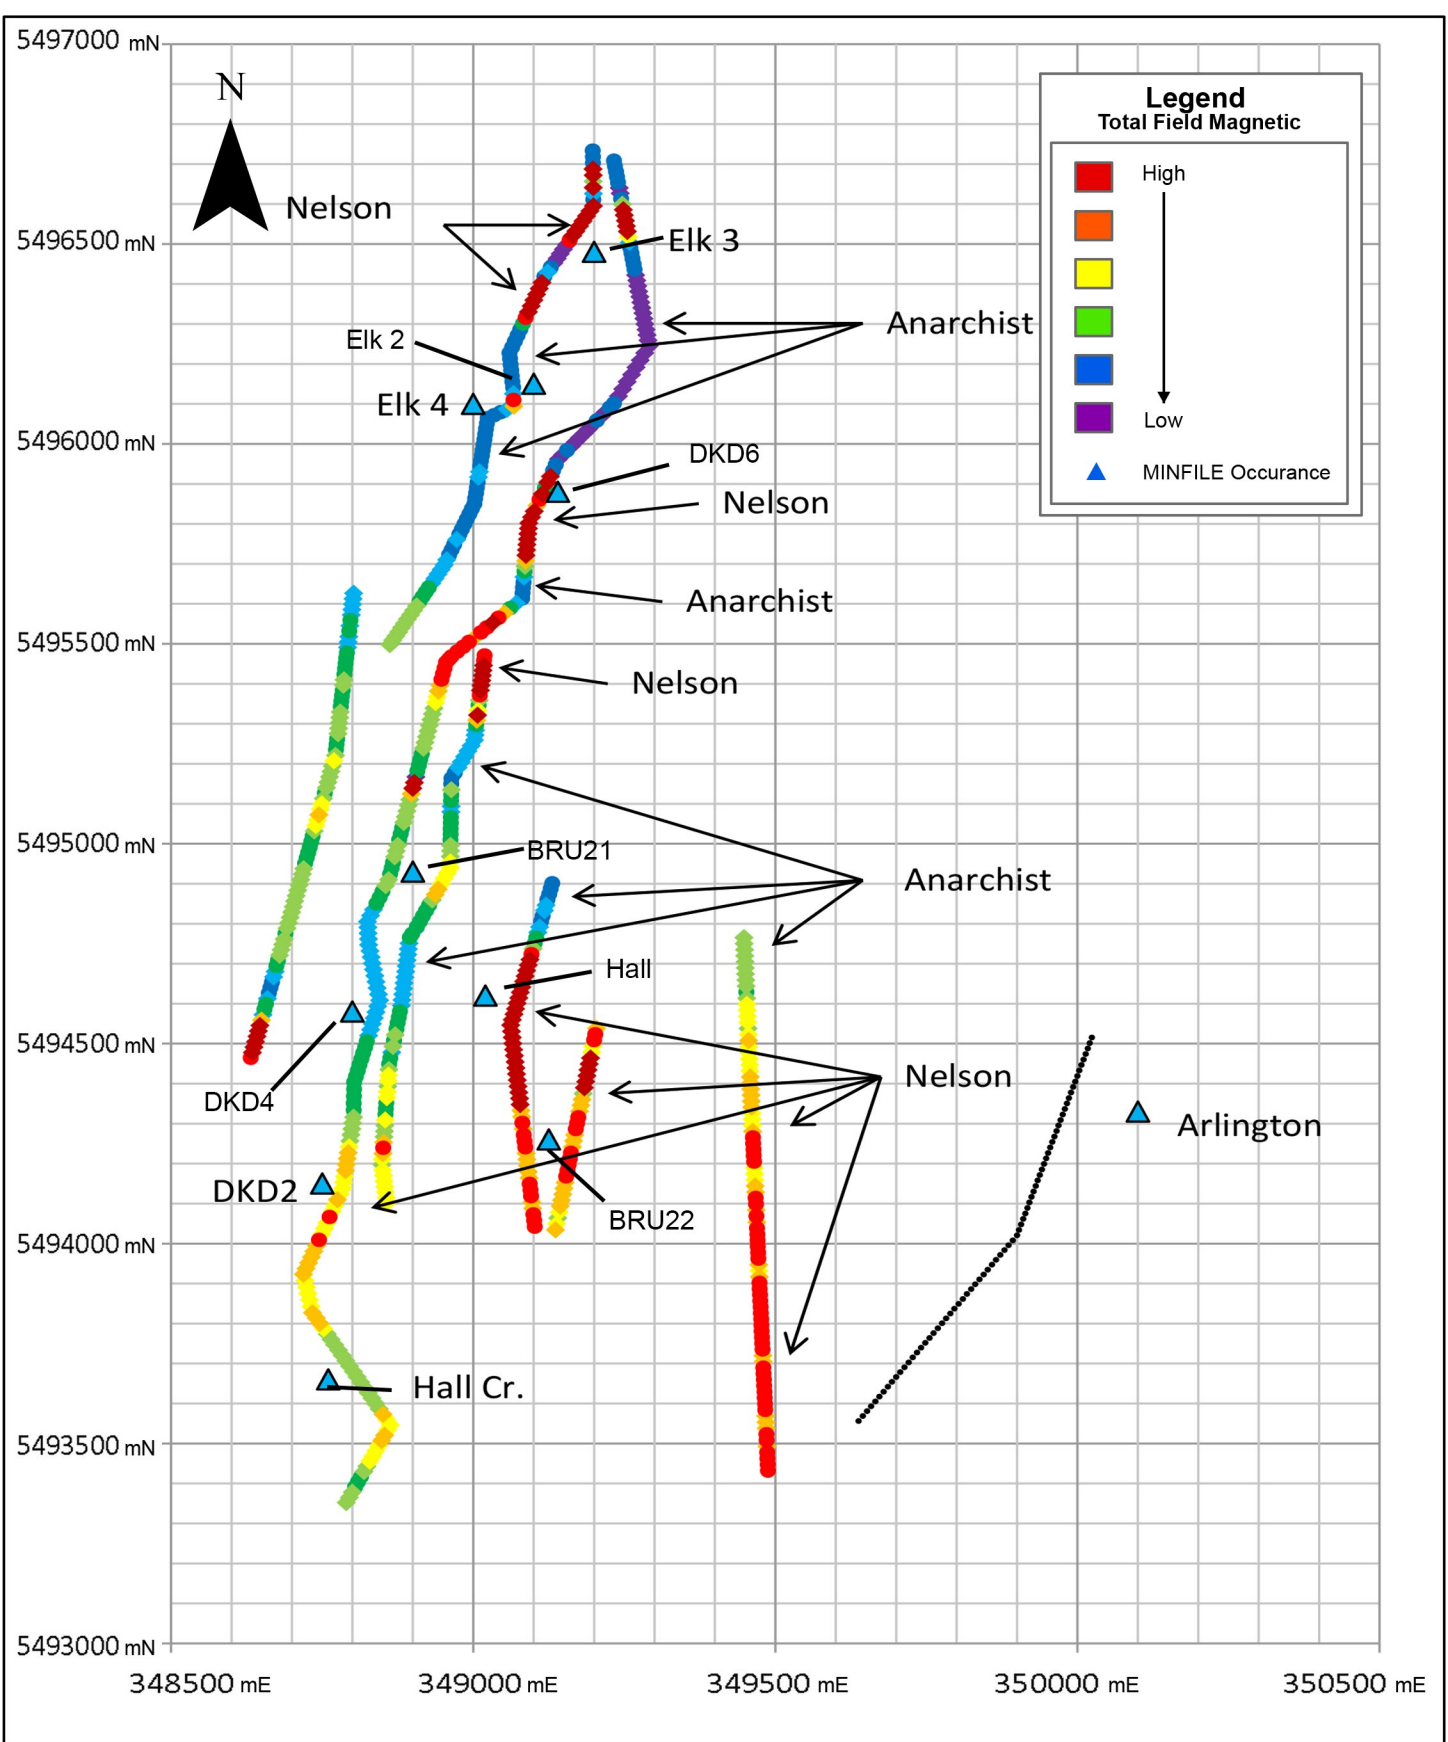 5497000 mN
N
Legend
Total Field Magnetic
High
Low
MINFILE Occurance
Nelson
5496500 mN
Elk 3
Anarchist
Elk 2
Elk 4
5496000 mN
DKD6
Nelson
Anarchist
5495500 mN
Nelson
5495000 mN
BRU21
Anarchist
Hall
5494500 mN
Nelson
DKD4
Arlington
DKD2
BRU22
5494000 mN
Hall Cr.
5493500 mN
5493000 mN
348500 mE
349000 mE
349500 mE
350000 mE
350500 mE